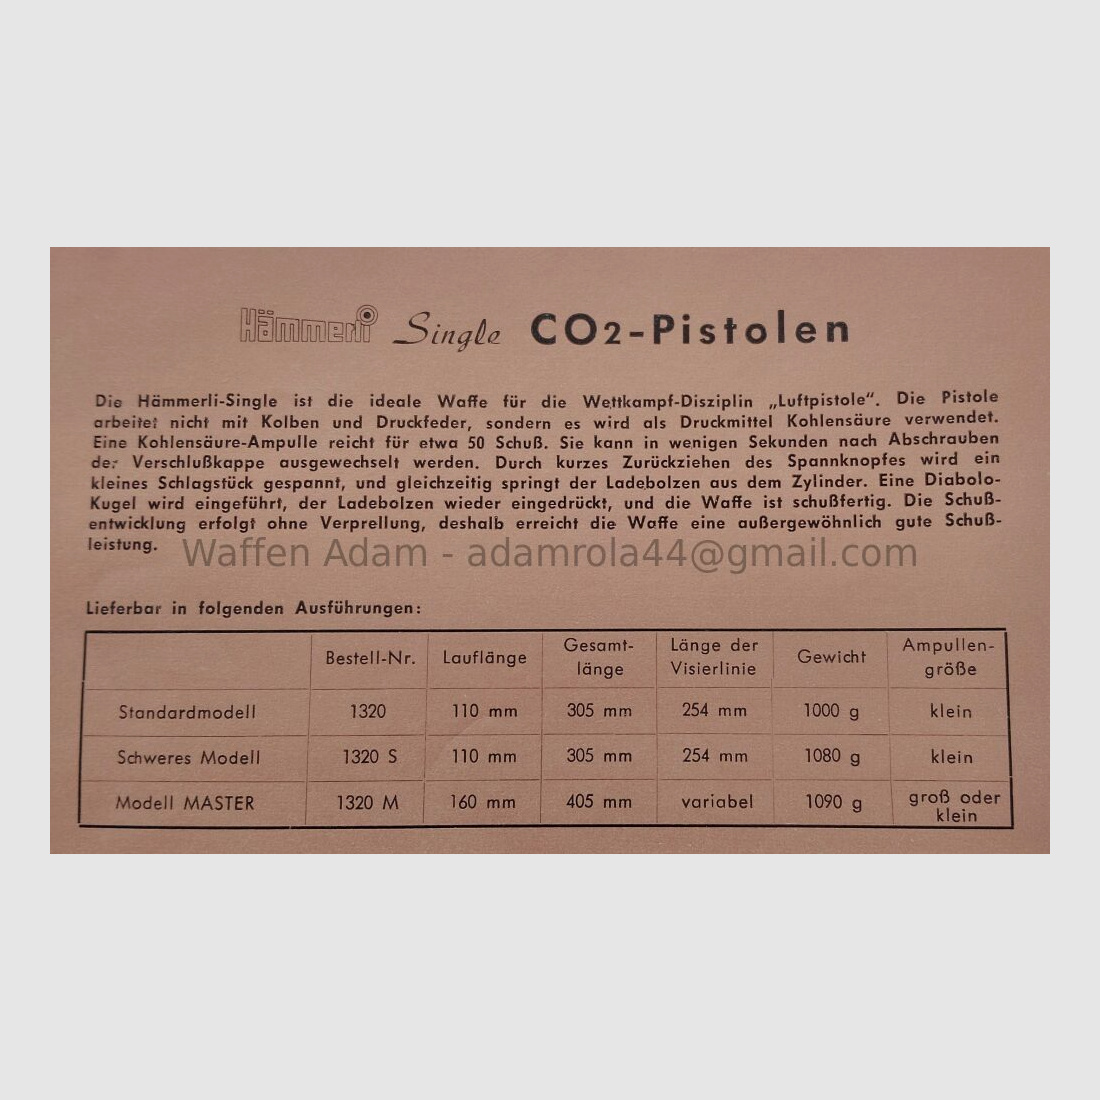 Hämmerli Single CO2-Pistolen
Die Hämmerli-Single ist die ideale Waffe für die Wettkampf-Disziplin „Luftpistole“. Die Pistole
arbeitet nicht mit Kolben und Druckfeder, sondern es wird als Druckmittel Kohlensäure verwendet.
Eine Kohlensäure-Ampulle reicht für etwa 50 Schuß. Sie kann in wenigen Sekunden nach Abschrauben
der Verschlußkappe ausgewechselt werden. Durch kurzes Zurückziehen des Spannknopfes wird ein
kleines Schlagstück gespannt, und gleichzeitig springt der Ladebolzen aus dem Zylinder. Eine Diabolo-
Kugel wird eingeführt, der Ladebolzen wieder eingedrückt, und die Waffe ist schußfertig. Die Schuß-
entwicklung erfolgt ohne Verprellung, deshalb erreicht die Waffe eine außergewöhnlich gute Schuß-
leistung.
Waffen Adam - adamrola44@gmail.com
Lieferbar in folgenden Ausführungen:
Bestell-Nr. Lauflänge Gesamt-länge Länge der Visierlinie Gewicht Ampullen-größe
Standardmodell 1320 110 mm 305 mm 254 mm 1000 g klein
Schweres Modell 1320 S 110 mm 305 mm 254 mm 1080 g klein
Modell MASTER 1320 M 160 mm 405 mm variabel 1090 g groß oder klein